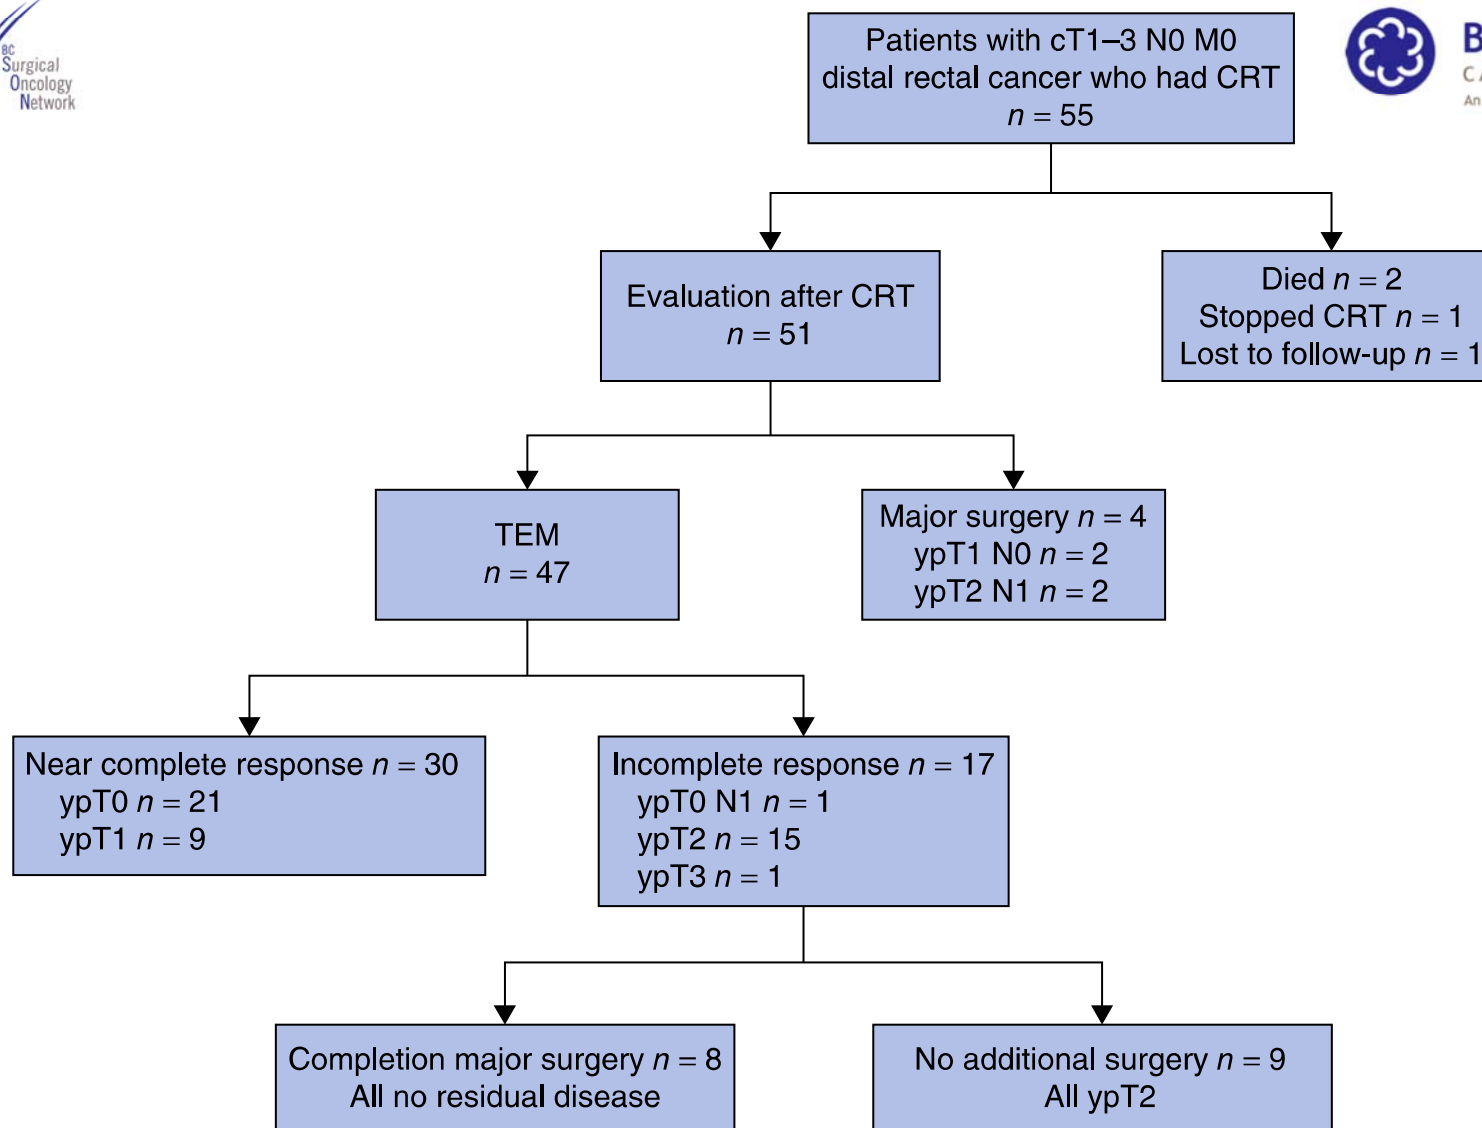 BC
Surgical
Oncology
Network
Patients with cT1–3 N0 M0
distal rectal cancer who had CRT
n = 55
Evaluation after CRT
n = 51
Died n = 2
Stopped CRT n = 1
Lost to follow-up n = 1
TEM
n = 47
Major surgery n = 4
ypT1 N0 n = 2
ypT2 N1 n = 2
Near complete response n = 30
ypT0 n = 21
ypT1 n = 9
Incomplete response n = 17
ypT0 N1 n = 1
ypT2 n = 15
ypT3 n = 1
Completion major surgery n = 8
All no residual disease
No additional surgery n = 9
All ypT2